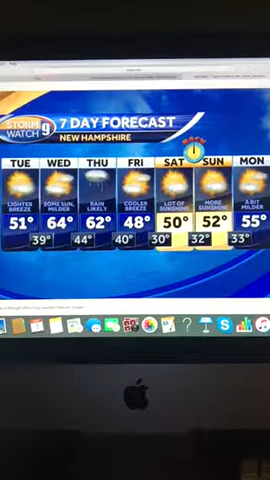 STORM
WATCH 9
7 DAY FORECAST
NEW HAMPSHIRE
BACK
TUE WED THU FRI SAT SUN MON
LIGHTER BREEZE
SOME SUN, MILDER
RAIN LIKELY
COOLER BREEZE
LOT OF SUNSHINE
MORE SUNSHINE
A BIT MILDER
51° 64° 62° 48° 50° 52° 55°
39° 44° 40° 30° 32° 33°